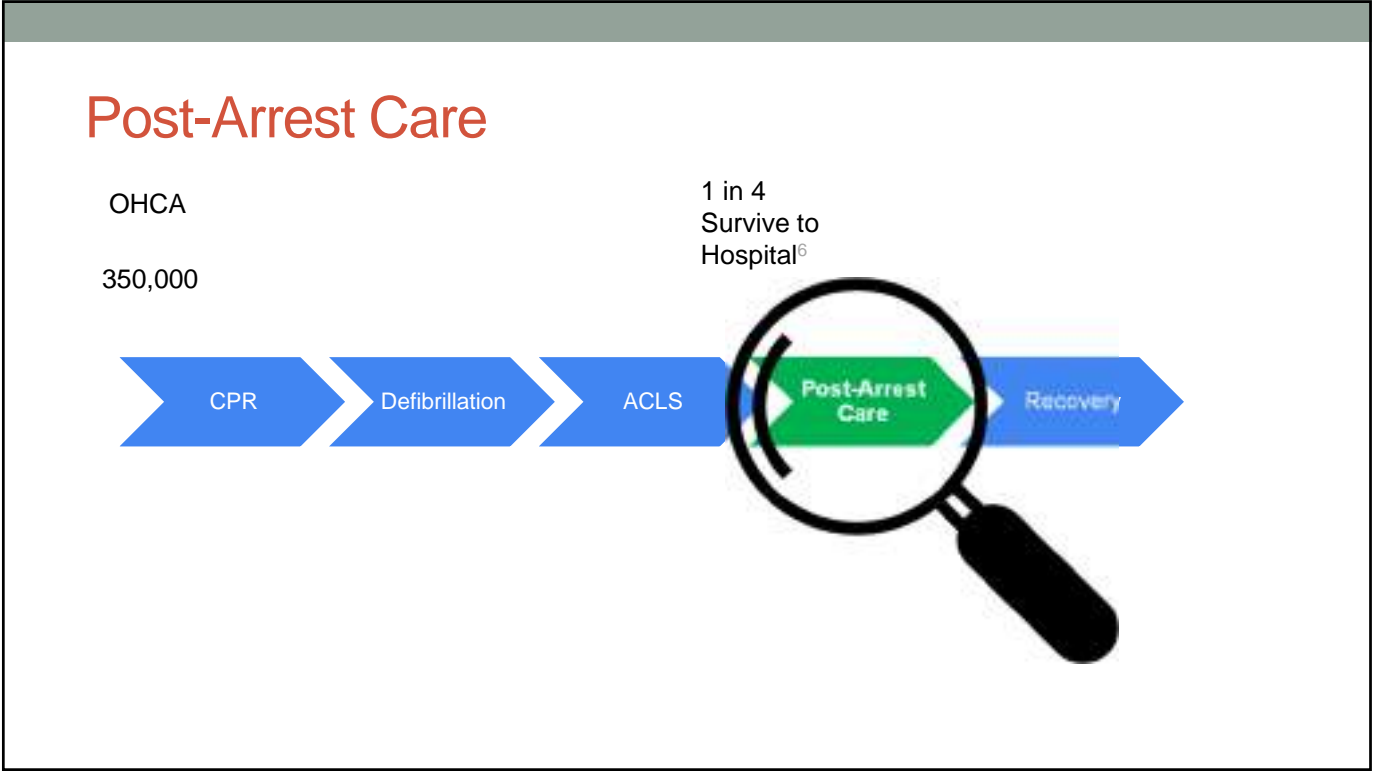 Post-Arrest Care
OHCA
350,000
1 in 4
Survive to
Hospital⁶
CPR
Defibrillation
ACLS
Post-Arrest
Care
Recovery